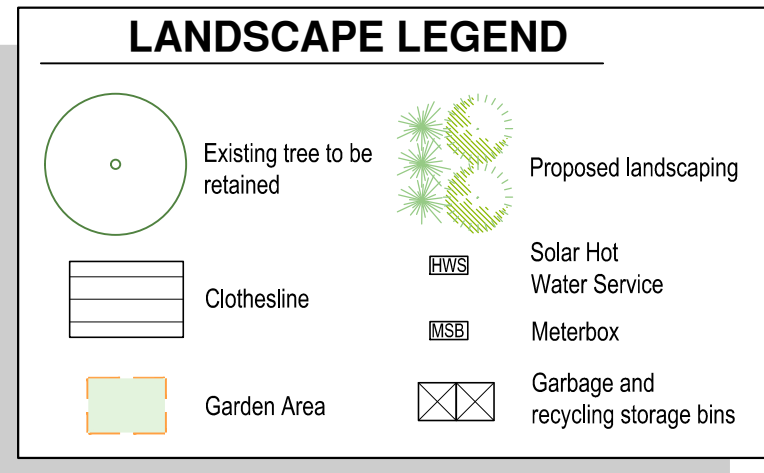 LANDSCAPE LEGEND
Existing tree to be
retained
Proposed landscaping
Clothesline
HWS
Solar Hot
Water Service
MSB
Meterbox
Garden Area
Garbage and
recycling storage bins